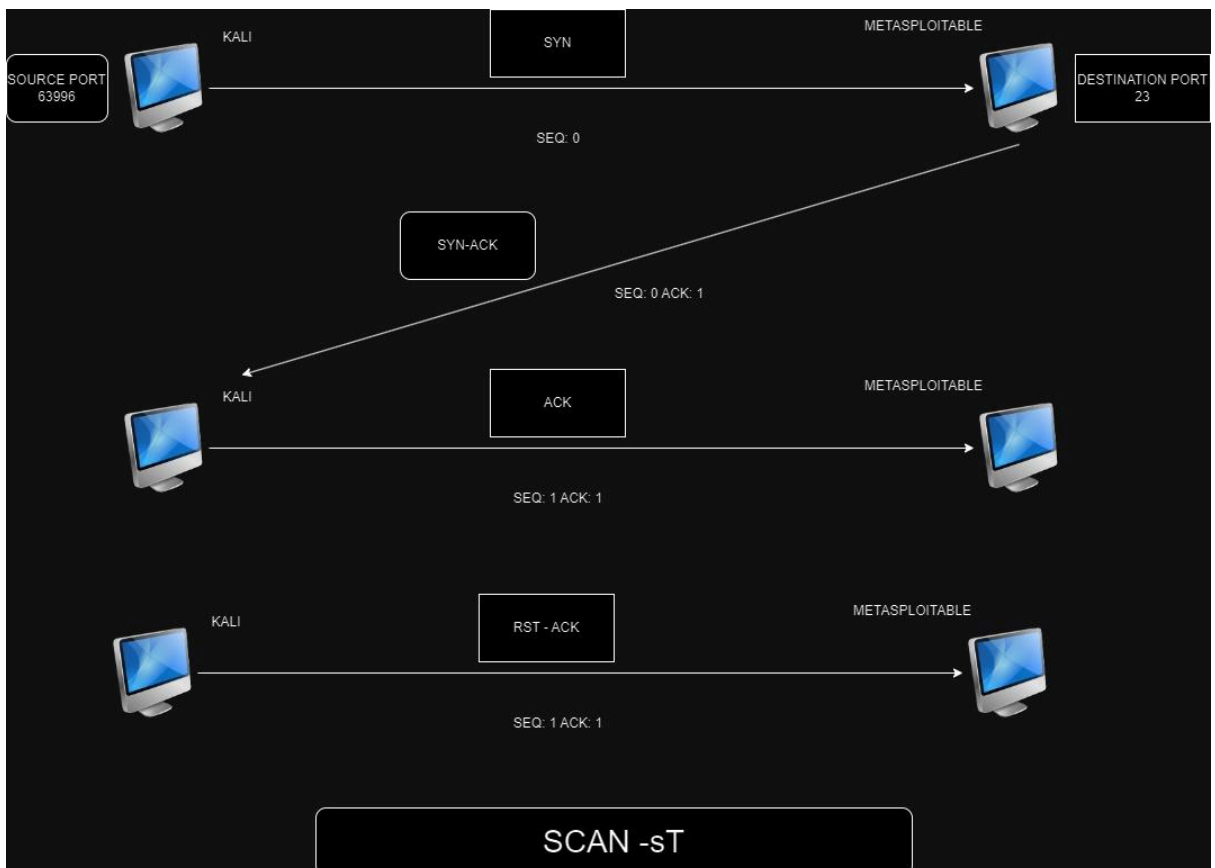 KALI
SYN
METASPLOITABLE
SOURCE PORT
63996
DESTINATION PORT
23
SEQ: 0
SYN-ACK
SEQ: 0 ACK: 1
KALI
ACK
METASPLOITABLE
SEQ: 1 ACK: 1
KALI
RST - ACK
METASPLOITABLE
SEQ: 1 ACK: 1
SCAN -sT